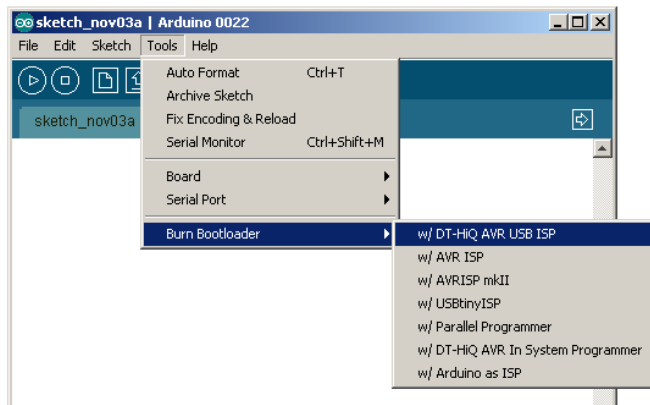 sketch_nov03a | Arduino 0022
File Edit Sketch Tools Help
Auto Format Ctrl+T
Archive Sketch
sketch_nov03a
Fix Encoding & Reload
Serial Monitor Ctrl+Shift+M
Board
Serial Port
Burn Bootloader
w/ DT-HiQ AVR USB ISP
w/ AVR ISP
w/ AVRISP mkII
w/ USBtinyISP
w/ Parallel Programmer
w/ DT-HiQ AVR In System Programmer
w/ Arduino as ISP